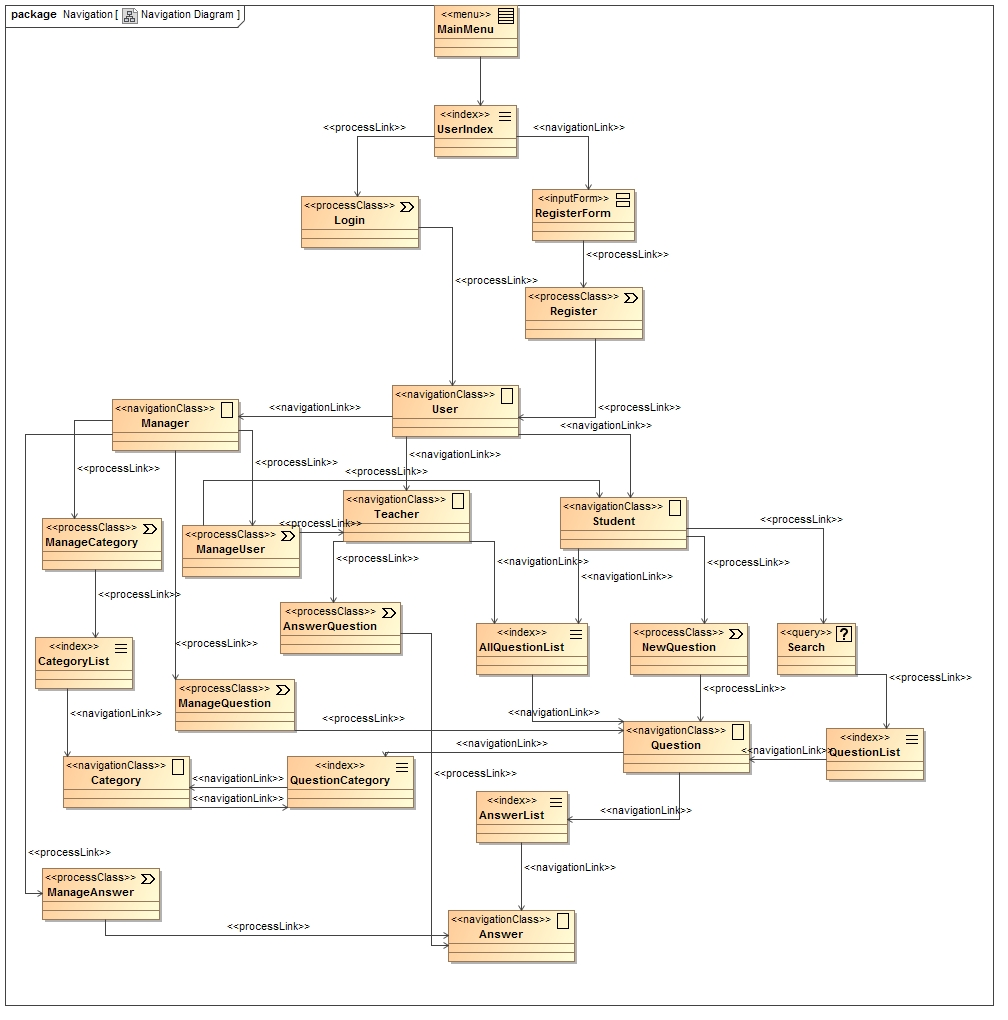 package Navigation [ Navigation Diagram ]
<<menu>>
MainMenu
<<index>>
UserIndex
<<processLink>>
<<navigationLink>>
<<processClass>>
Login
<<inputForm>>
RegisterForm
<<processLink>>
<<processLink>>
<<processClass>>
Register
<<navigationClass>>
User
<<navigationLink>>
<<processLink>>
<<navigationLink>>
<<navigationClass>>
Manager
<<navigationLink>>
<<processLink>>
<<processLink>>
<<processLink>>
<<navigationClass>>
Teacher
<<navigationClass>>
Student
<<processLink>>
<<processLink>>
<<processClass>>
ManageCategory
<<processClass>>
ManageUser
<<processLink>>
<<navigationLink>>
<<navigationLink>>
<<processLink>>
<<processLink>>
<<processClass>>
AnswerQuestion
<<index>>
AllQuestionList
<<processClass>>
NewQuestion
<<query>>
Search
?
<<index>>
CategoryList
<<processLink>>
<<processLink>>
<<processClass>>
ManageQuestion
<<processLink>>
<<navigationLink>>
<<processLink>>
<<navigationLink>>
<<navigationClass>>
Question
<<index>>
QuestionList
<<navigationLink>>
<<navigationLink>>
<<navigationClass>>
Category
<<navigationLink>>
<<navigationLink>>
<<index>>
QuestionCategory
<<processLink>>
<<index>>
AnswerList
<<navigationLink>>
<<processLink>>
<<navigationLink>>
<<processClass>>
ManageAnswer
<<processLink>>
<<navigationClass>>
Answer